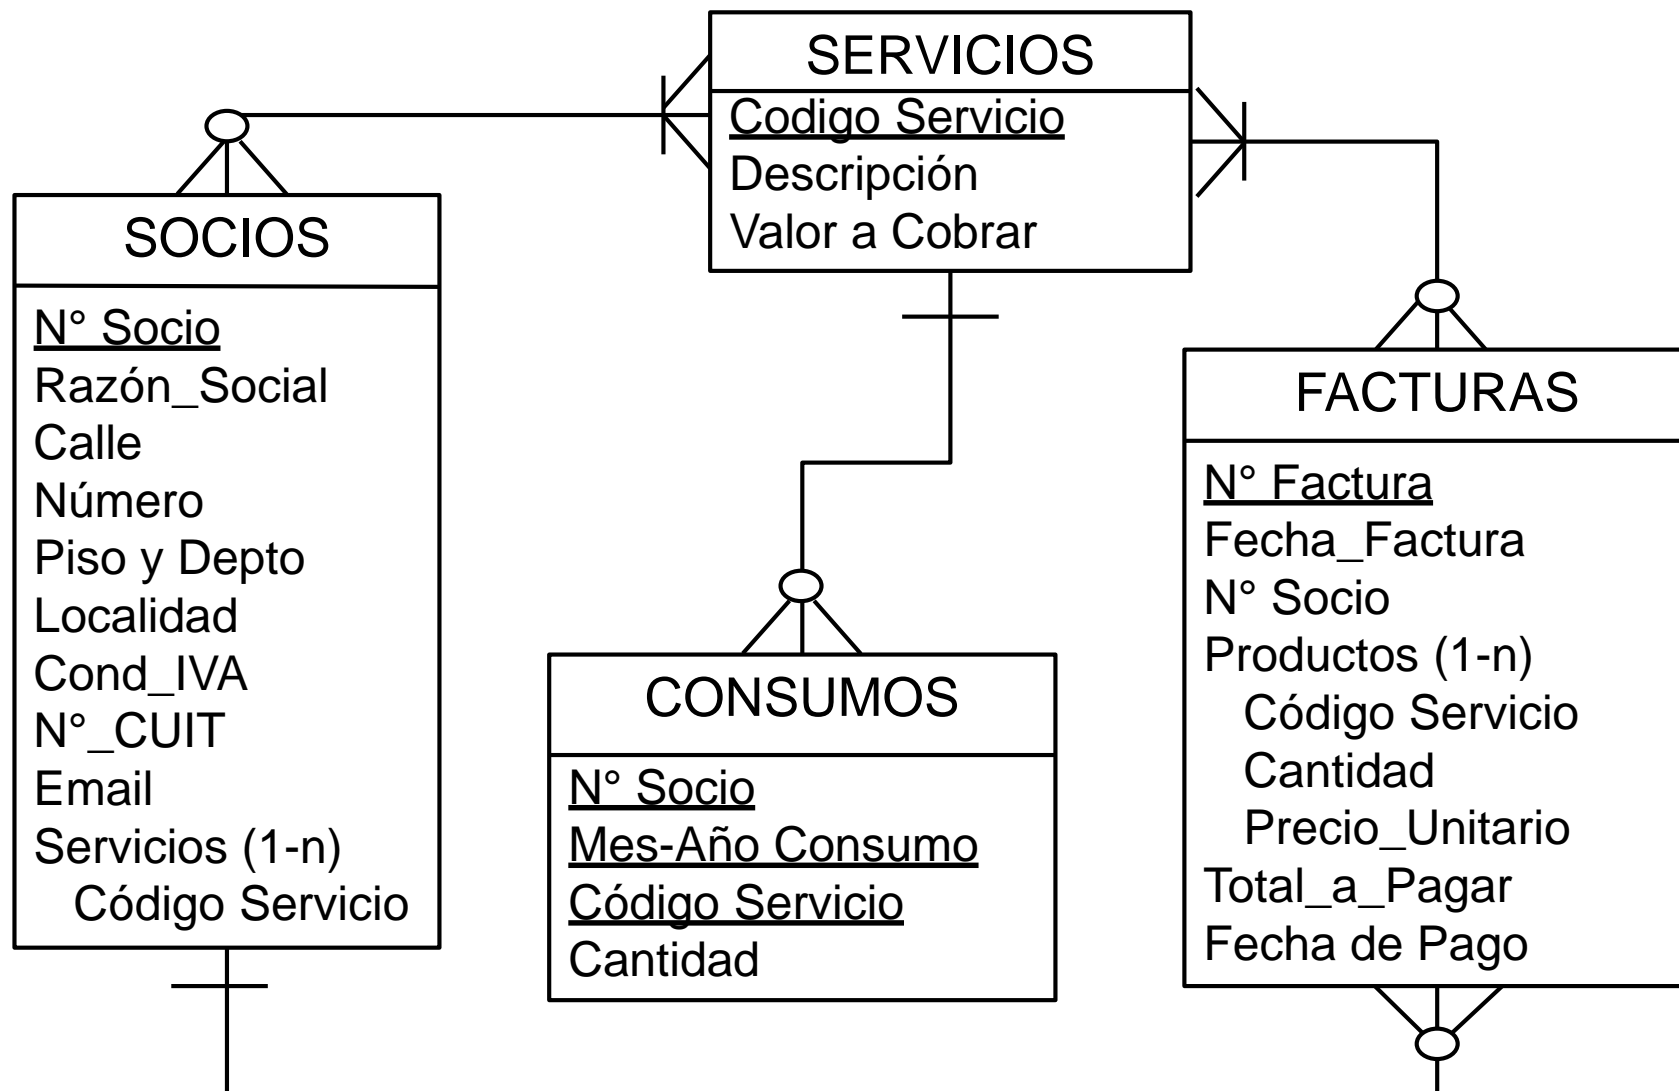 SERVICIOS
Codigo Servicio
Descripción
Valor a Cobrar
SOCIOS
N° Socio
Razón_Social
Calle
Número
Piso y Depto
Localidad
Cond_IVA
N°_CUIT
Email
Servicios (1-n)
Código Servicio
CONSUMOS
N° Socio
Mes-Año Consumo
Código Servicio
Cantidad
FACTURAS
N° Factura
Fecha_Factura
N° Socio
Productos (1-n)
Código Servicio
Cantidad
Precio_Unitario
Total_a_Pagar
Fecha de Pago